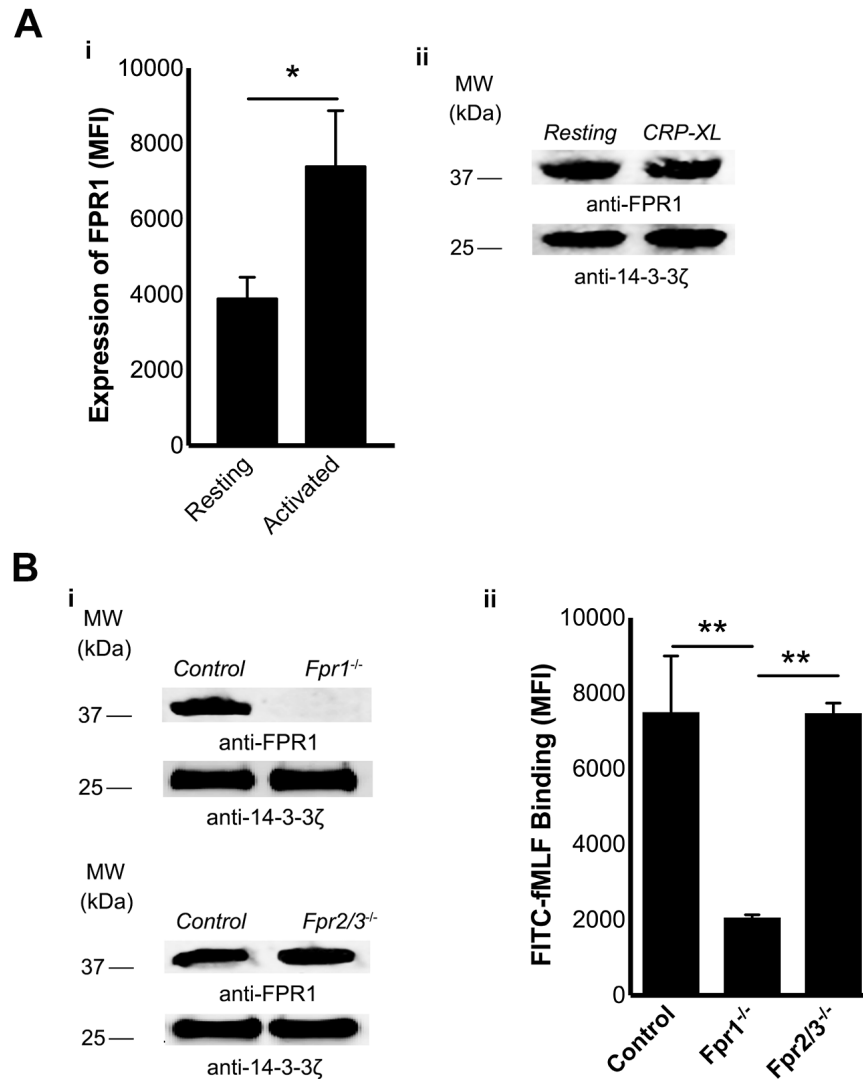 A
i
Expression of FPR1 (MFI)
10000
8000
6000
4000
2000
0
*
Resting
Activated
ii
MW
(kDa)
Resting CRP-XL
37
anti-FPR1
25
anti-14-3-3ζ
B
i
MW
(kDa)
Control Fpr1-/-
37
anti-FPR1
25
anti-14-3-3ζ
MW
(kDa)
Control Fpr2/3-/-
37
anti-FPR1
25
anti-14-3-3ζ
ii
FITC-fMLF Binding (MFI)
10000
8000
6000
4000
2000
0
**
**
Control
Fpr1-/-
Fpr2/3-/-